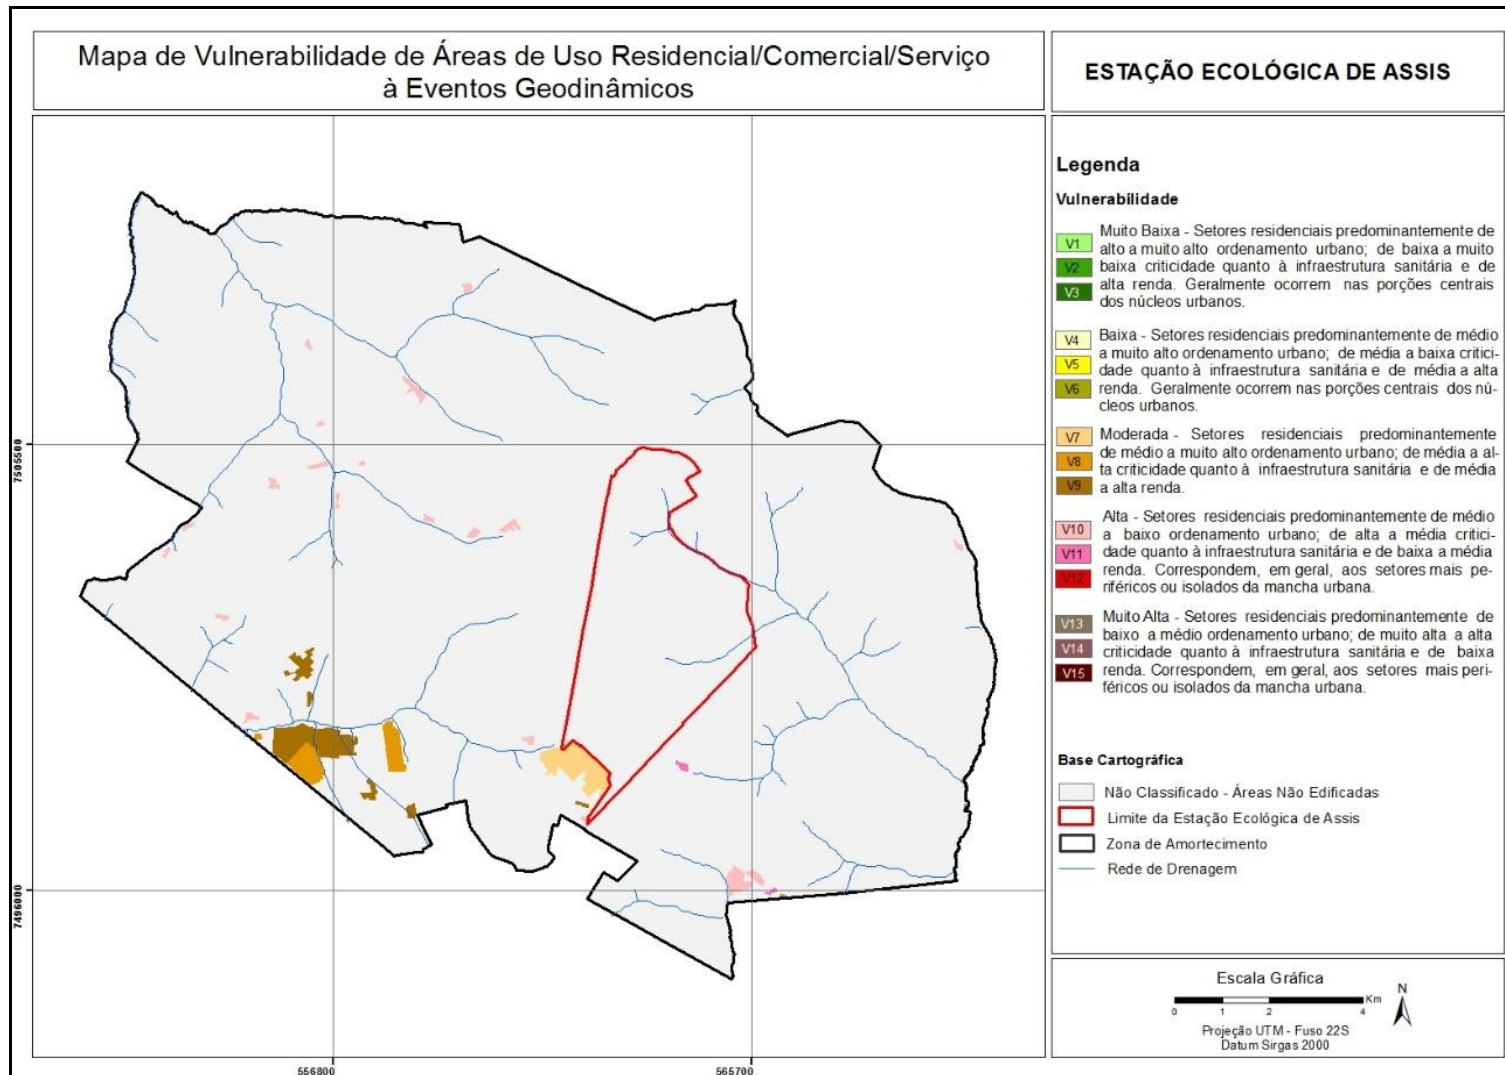 Mapa de Vulnerabilidade de Áreas de Uso Residencial/Comercial/Serviço
à Eventos Geodinâmicos
ESTAÇÃO ECOLÓGICA DE ASSIS
7505500
7496000
556800
565700
Legenda
Vulnerabilidade
V1
V2
V3
Muito Baixa - Setores residenciais predominantemente de
alto a muito alto ordenamento urbano; de baixa a muito
baixa criticidade quanto à infraestrutura sanitária e de
alta renda. Geralmente ocorrem nas porções centrais
dos núcleos urbanos.
V4
V5
V6
Baixa - Setores residenciais predominantemente de médio
a muito alto ordenamento urbano; de média a baixa critici-
dade quanto à infraestrutura sanitária e de média a alta
renda. Geralmente ocorrem nas porções centrais dos nú-
cleos urbanos.
V7
V8
V9
Moderada - Setores residenciais predominantemente
de médio a muito alto ordenamento urbano; de média a al-
ta criticidade quanto à infraestrutura sanitária e de média
a alta renda.
V10
V11
V12
Alta - Setores residenciais predominantemente de médio
a baixo ordenamento urbano; de alta a média critici-
dade quanto à infraestrutura sanitária e de baixa a média
renda. Correspondem, em geral, aos setores mais pe-
riféricos ou isolados da mancha urbana.
V13
V14
V15
Muito Alta - Setores residenciais predominantemente de
baixo a médio ordenamento urbano; de muito alta a alta
criticidade quanto à infraestrutura sanitária e de baixa
renda. Correspondem, em geral, aos setores mais peri-
féricos ou isolados da mancha urbana.
Base Cartográfica
Não Classificado - Áreas Não Edificadas
Limite da Estação Ecológica de Assis
Zona de Amortecimento
Rede de Drenagem
Escala Gráfica
Km
N
0 1 2 4
Projeção UTM - Fuso 22S
Datum Sirgas 2000